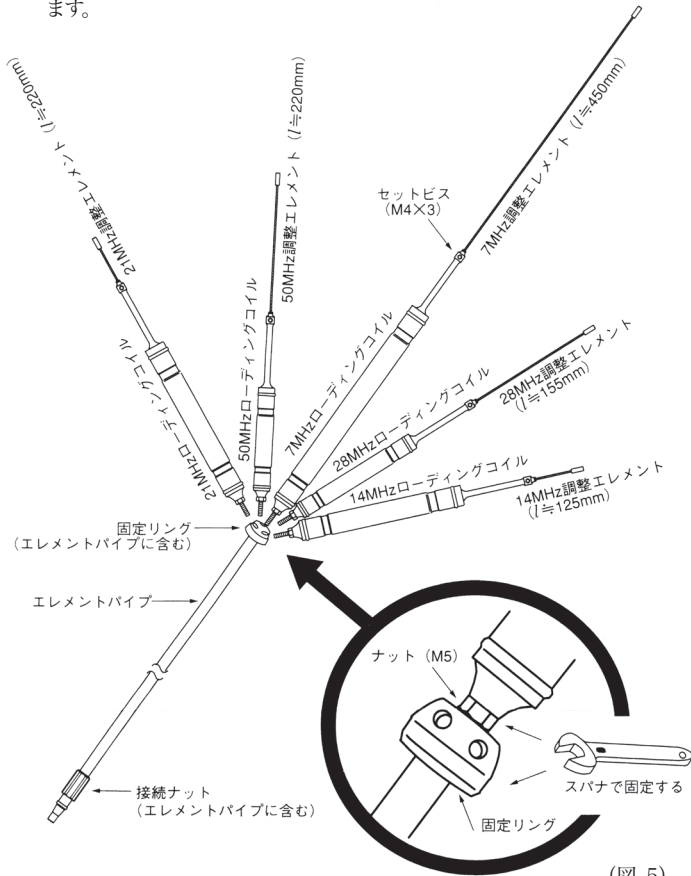 ます。
21MHz調整エレメント（l≒220mm）
50MHz調整エレメント（l≒220mm）
7MHz調整エレメント（l≒450mm）
セットビス
（M4×3）
21MHzローディングコイル
50MHzローディングコイル
7MHzローディングコイル
28MHzローディングコイル
28MHz調整エレメント
（l≒155mm）
14MHzローディングコイル
14MHz調整エレメント
（l≒125mm）
固定リング
（エレメントパイプに含む）
エレメントパイプ
ナット（M5）
スパナで固定する
固定リング
接続ナット
（エレメントパイプに含む）
（図 5）